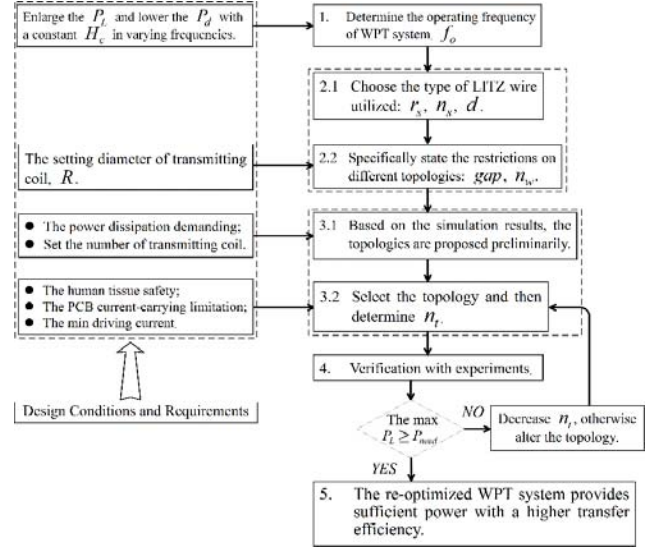 Enlarge the P_L and lower the P_d with
a constant H_c in varying frequencies.
1. Determine the operating frequency
of WPT system f_o
2.1 Choose the type of LITZ wire
utilized: r_s, n_s, d.
The setting diameter of transmitting
coil, R.
2.2 Specifically state the restrictions on
different topologies: gap, n_w.
● The power dissipation demanding;
● Set the number of transmitting coil.
3.1 Based on the simulation results, the
topologies are proposed preliminarily.
● The human tissue safety;
● The PCB current-carrying limitation;
● The min driving current.
3.2 Select the topology and then
determine n_t.
4. Verification with experiments.
Design Conditions and Requirements
The max
P_L ≥ P_need
NO
Decrease n_t, otherwise
alter the topology.
YES
5. The re-optimized WPT system provides
sufficient power with a higher transfer
efficiency.